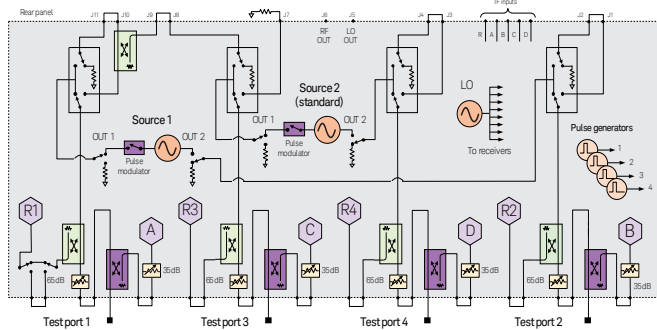 Rear panel
J11 J10 J9 J8 J7 J6 J5 J4 J3 J2 J1
RF OUT
LO OUT
IF inputs
R A B C D
Source 1
OUT 1
OUT 2
Pulse modulator
Source 2
(standard)
OUT 1
OUT 2
Pulse modulator
LO
To receivers
Pulse generators
1
2
3
4
R1
A
R3
C
R4
D
R2
B
65dB
35dB
65dB
35dB
65dB
35dB
65dB
35dB
Test port 1
Test port 3
Test port 4
Test port 2